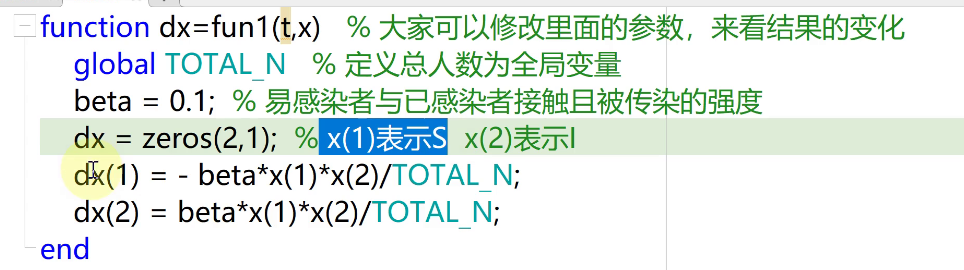 function dx=fun1(t,x)   % 大家可以修改里面的参数，来看结果的变化
global TOTAL_N   % 定义总人数为全局变量
beta = 0.1;  % 易感染者与已感染者接触且被传染的强度
dx = zeros(2,1);  % x(1)表示S  x(2)表示I
dx(1) = - beta*x(1)*x(2)/TOTAL_N;
dx(2) = beta*x(1)*x(2)/TOTAL_N;
end